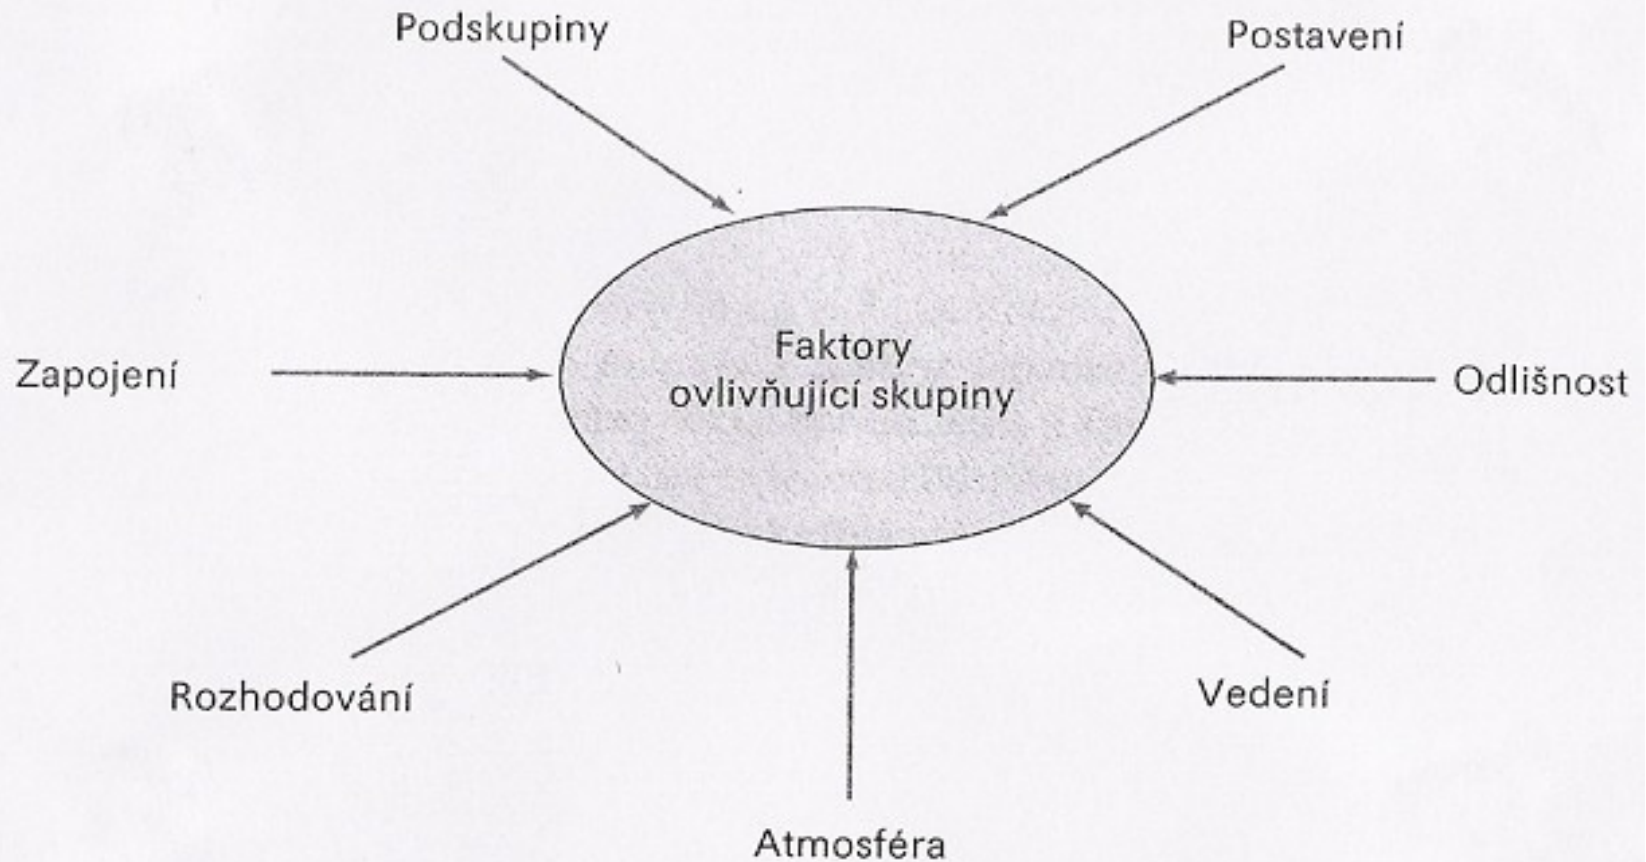 Podskupiny
Postavení
Zapojení
Faktory
ovlivňující skupiny
Odlišnost
Rozhodování
Vedení
Atmosféra